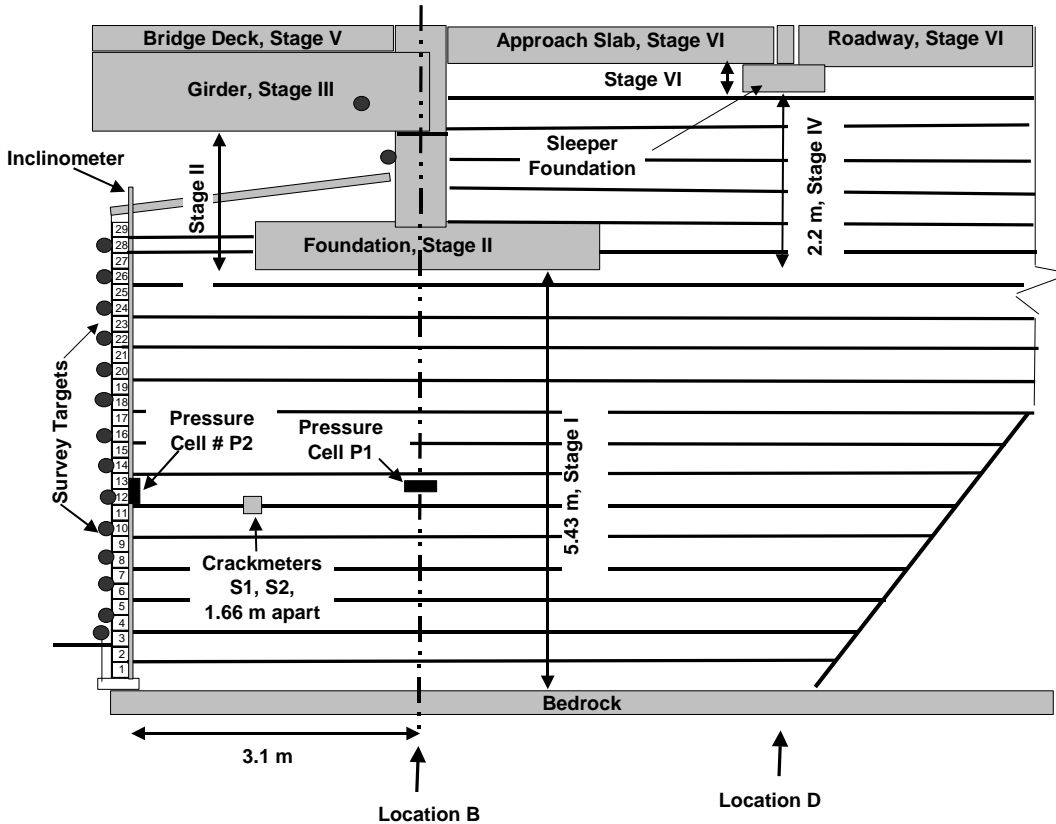 Bridge Deck, Stage V
Approach Slab, Stage VI
Roadway, Stage VI
Girder, Stage III
Stage VI
Inclinometer
Sleeper
Foundation
Stage II
2.2 m, Stage IV
Foundation, Stage II
29
28
27
26
25
24
23
22
21
20
19
18
17
16
15
14
13
12
11
10
9
8
7
6
5
4
3
2
1
Survey Targets
Pressure
Cell # P2
Pressure
Cell P1
5.43 m, Stage I
Crackmeters
S1, S2,
1.66 m apart
Bedrock
3.1 m
Location B
Location D